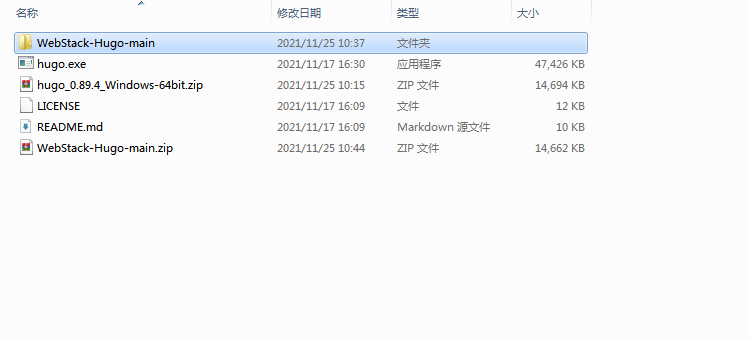 名称 修改日期 类型 大小
WebStack-Hugo-main 2021/11/25 10:37 文件夹
hugo.exe 2021/11/17 16:30 应用程序 47,426 KB
hugo_0.89.4_Windows-64bit.zip 2021/11/25 10:15 ZIP 文件 14,694 KB
LICENSE 2021/11/17 16:09 文件 12 KB
README.md 2021/11/17 16:09 Markdown 源文件 10 KB
WebStack-Hugo-main.zip 2021/11/25 10:44 ZIP 文件 14,662 KB